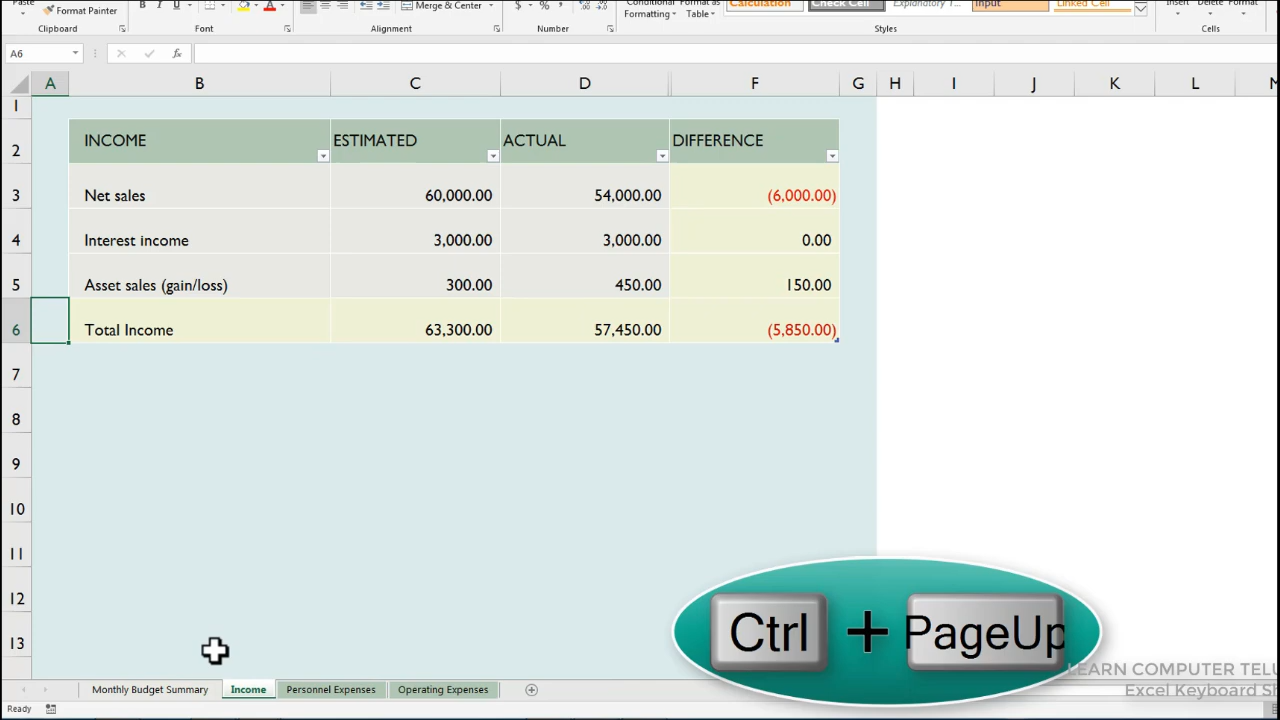 Format Painter
B I U
Merge & Center
$ % ,
Conditional Format as
Formatting Table
Calculation Check Cell Explanatory T... Input Linked Cell
Insert Delete Format
Clipboard Font Alignment Number Styles Cells
A6 fx
A B C D F G H I J K L
1
2 INCOME ESTIMATED ACTUAL DIFFERENCE
3 Net sales 60,000.00 54,000.00 (6,000.00)
4 Interest income 3,000.00 3,000.00 0.00
5 Asset sales (gain/loss) 300.00 450.00 150.00
6 Total Income 63,300.00 57,450.00 (5,850.00)
7
8
9
10
11
12
13
Ctrl + PageUp
LEARN COMPUTER TELU
Excel Keyboard Sh
Monthly Budget Summary Income Personnel Expenses Operating Expenses
Ready